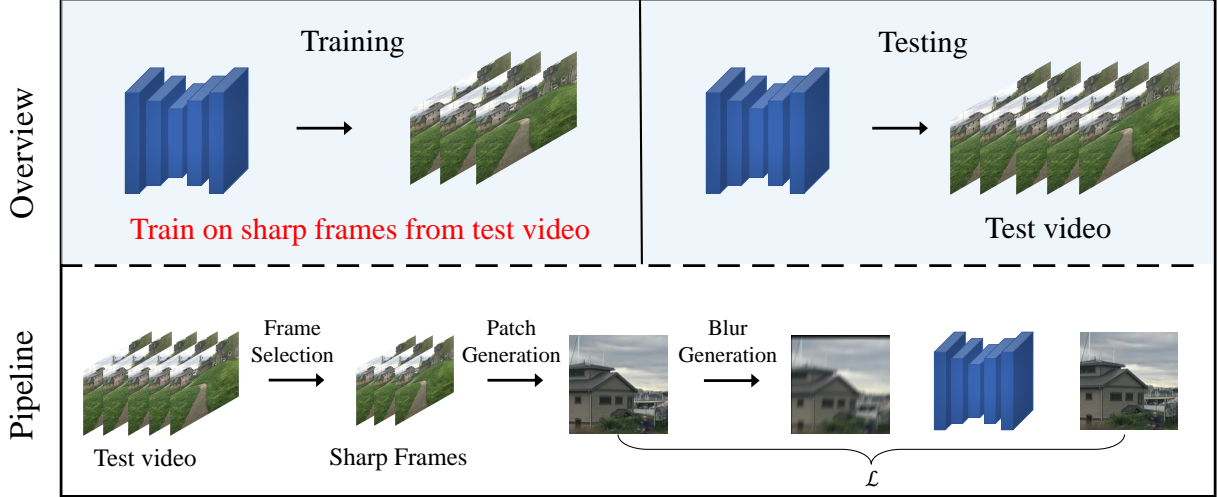 Overview
Training
Testing
Train on sharp frames from test video
Test video
Pipeline
Frame
Selection
Patch
Generation
Blur
Generation
Test video
Sharp Frames
ℒ